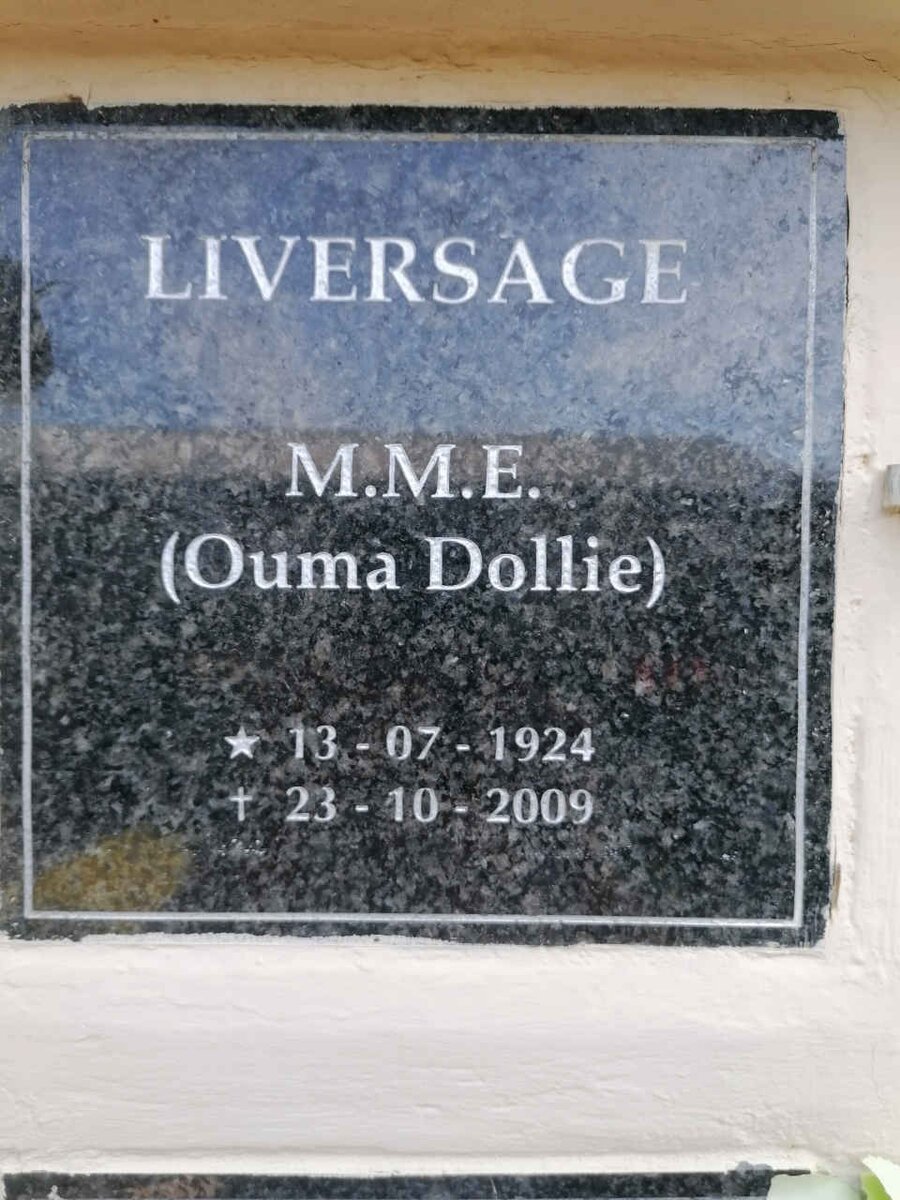 LIVERSAGE
M.M.E.
(Ouma Dollie)
★ 13 - 07 - 1924
✝ 23 - 10 - 2009